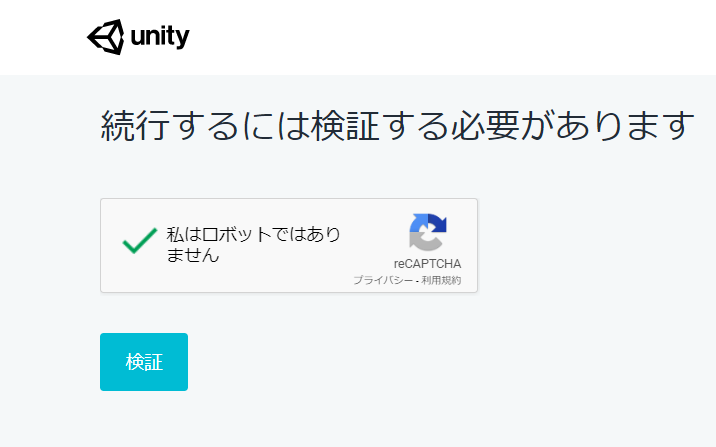 unity
続行するには検証する必要があります
私はロボットではあり
ません
reCAPTCHA
プライバシー - 利用規約
検証